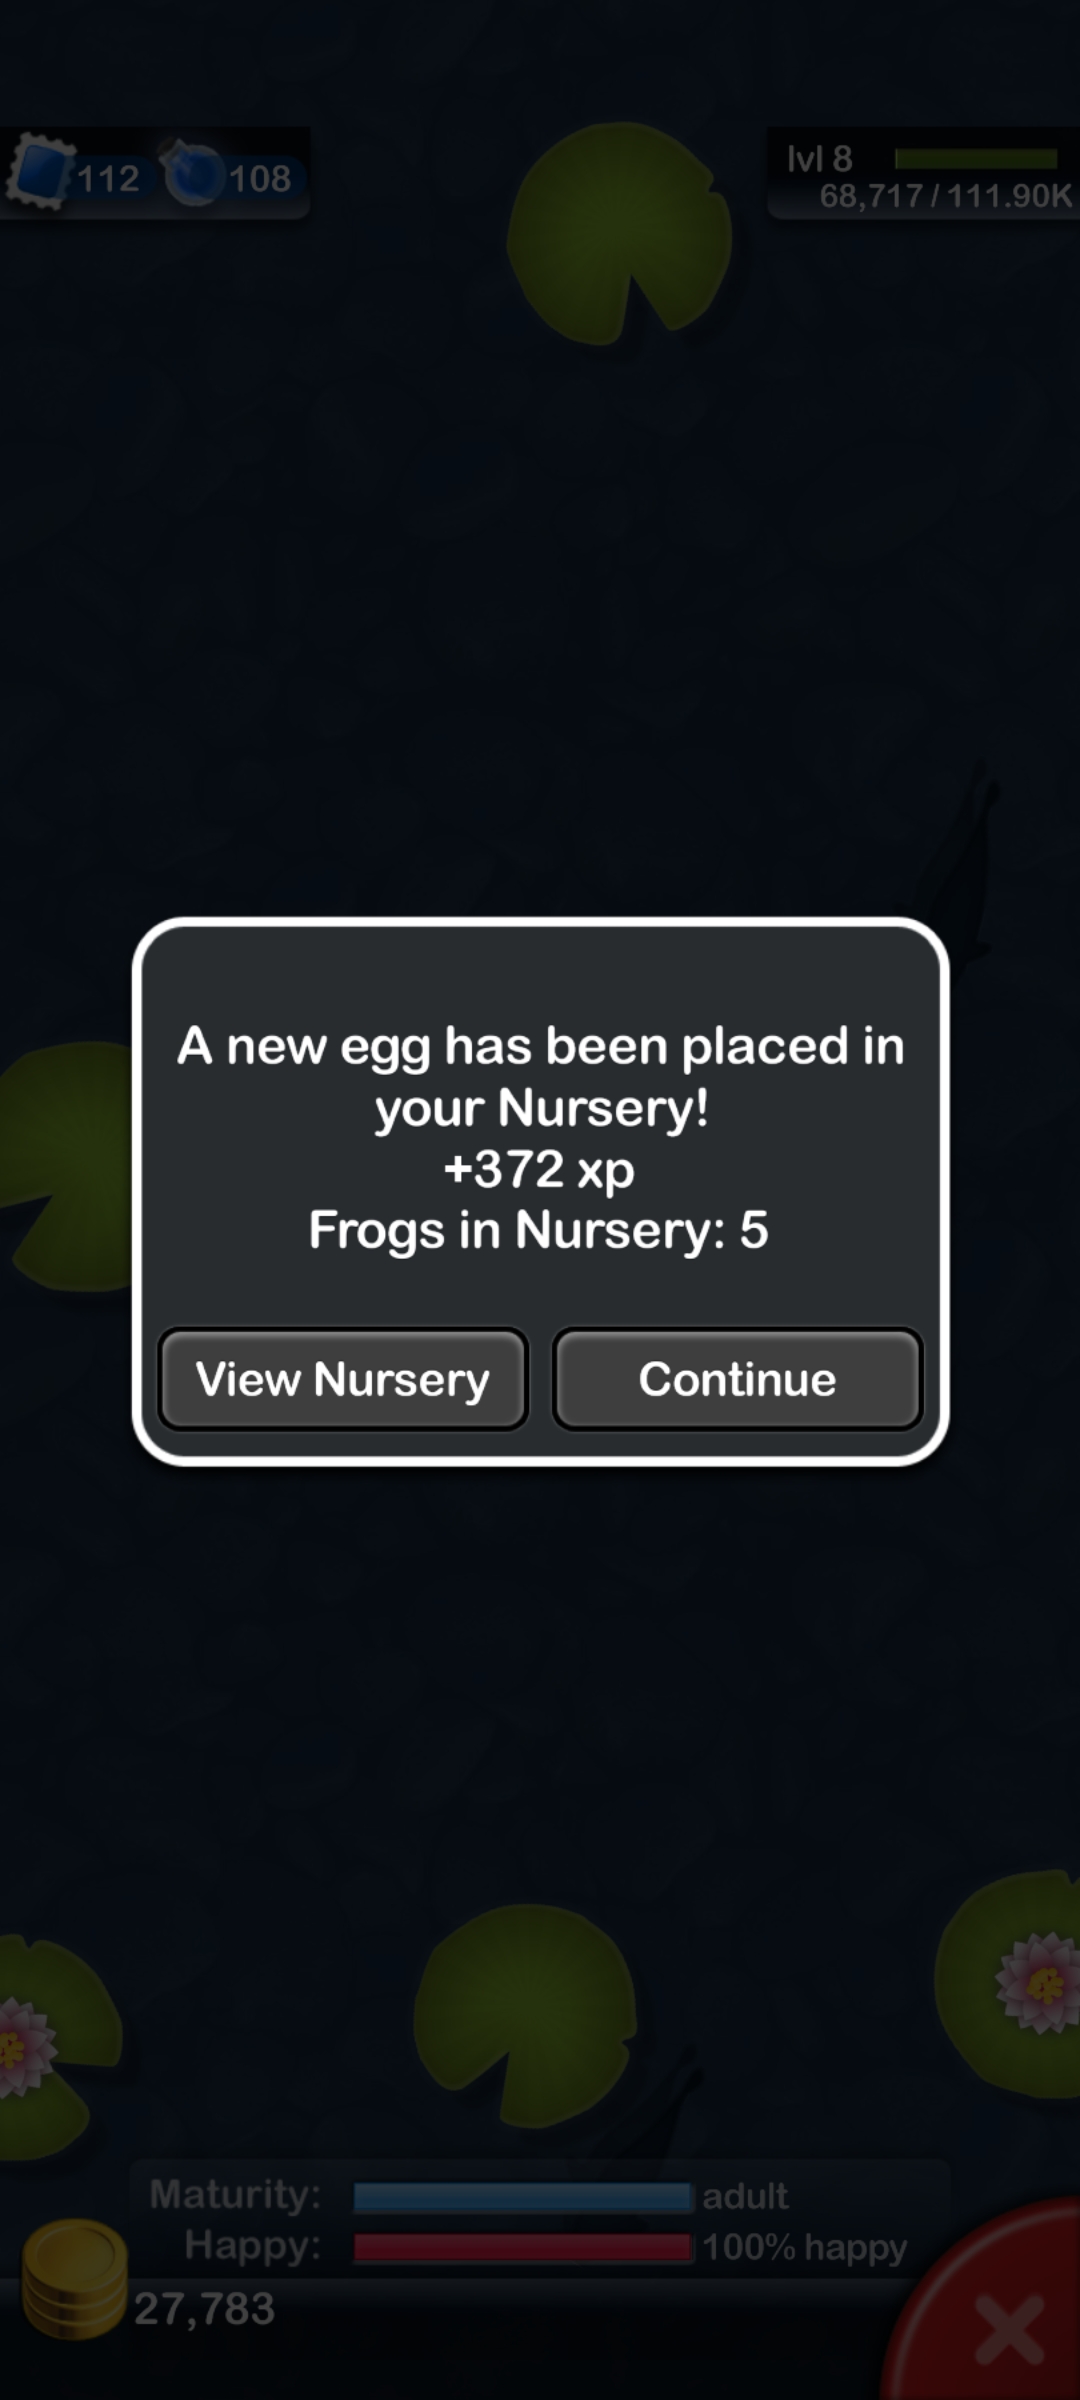 112 108
lvl 8
68,717 / 111.90K
A new egg has been placed in
your Nursery!
+372 xp
Frogs in Nursery: 5
View Nursery Continue
Maturity: adult
Happy: 100% happy
27,783